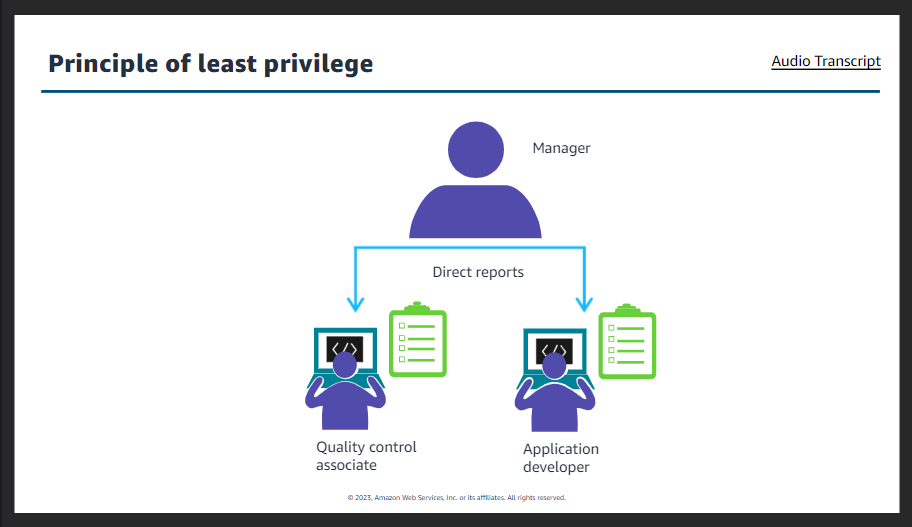 Principle of least privilege
Audio Transcript
Manager
Direct reports
</>
</>
Quality control
associate
Application
developer
© 2023, Amazon Web Services, Inc. or its affiliates. All rights reserved.